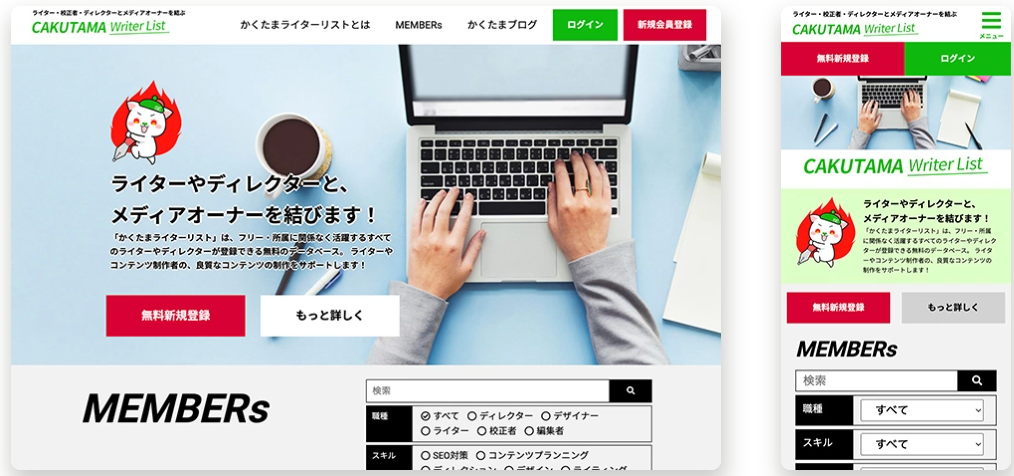 ライター・校正者・ディレクターとメディアオーナーを結ぶ
CAKUTAMA Writer List
かくたまライターリストとは
MEMBERs
かくたまブログ
ログイン
新規会員登録
ライターやディレクターと、
メディアオーナーを結びます！
「かくたまライターリスト」は、フリー・所属に関係なく活躍するすべて
のライターやディレクターが登録できる無料のデータベース。 ライターや
コンテンツ制作者の、良質なコンテンツの制作をサポートします！
無料新規登録
もっと詳しく
MEMBERs
検索
職種
すべて ディレクター デザイナー
ライター 校正者 編集者
スキル
SEO対策 コンテンツプランニング
ディレクション デザイン ライティング
ライター・校正者・ディレクターとメディアオーナーを結ぶ
CAKUTAMA Writer List
メニュー
無料新規登録
ログイン
CAKUTAMA Writer List
ライターやディレクターと、
メディアオーナーを結びます！
「かくたまライターリスト」は、フリー・所属
に関係なく活躍するすべてのライターやディレク
ターが登録できる無料のデータベース。 ライタ
ーやコンテンツ制作者の、良質なコンテンツの
制作をサポートします！
無料新規登録
もっと詳しく
MEMBERs
検索
職種
すべて
スキル
すべて